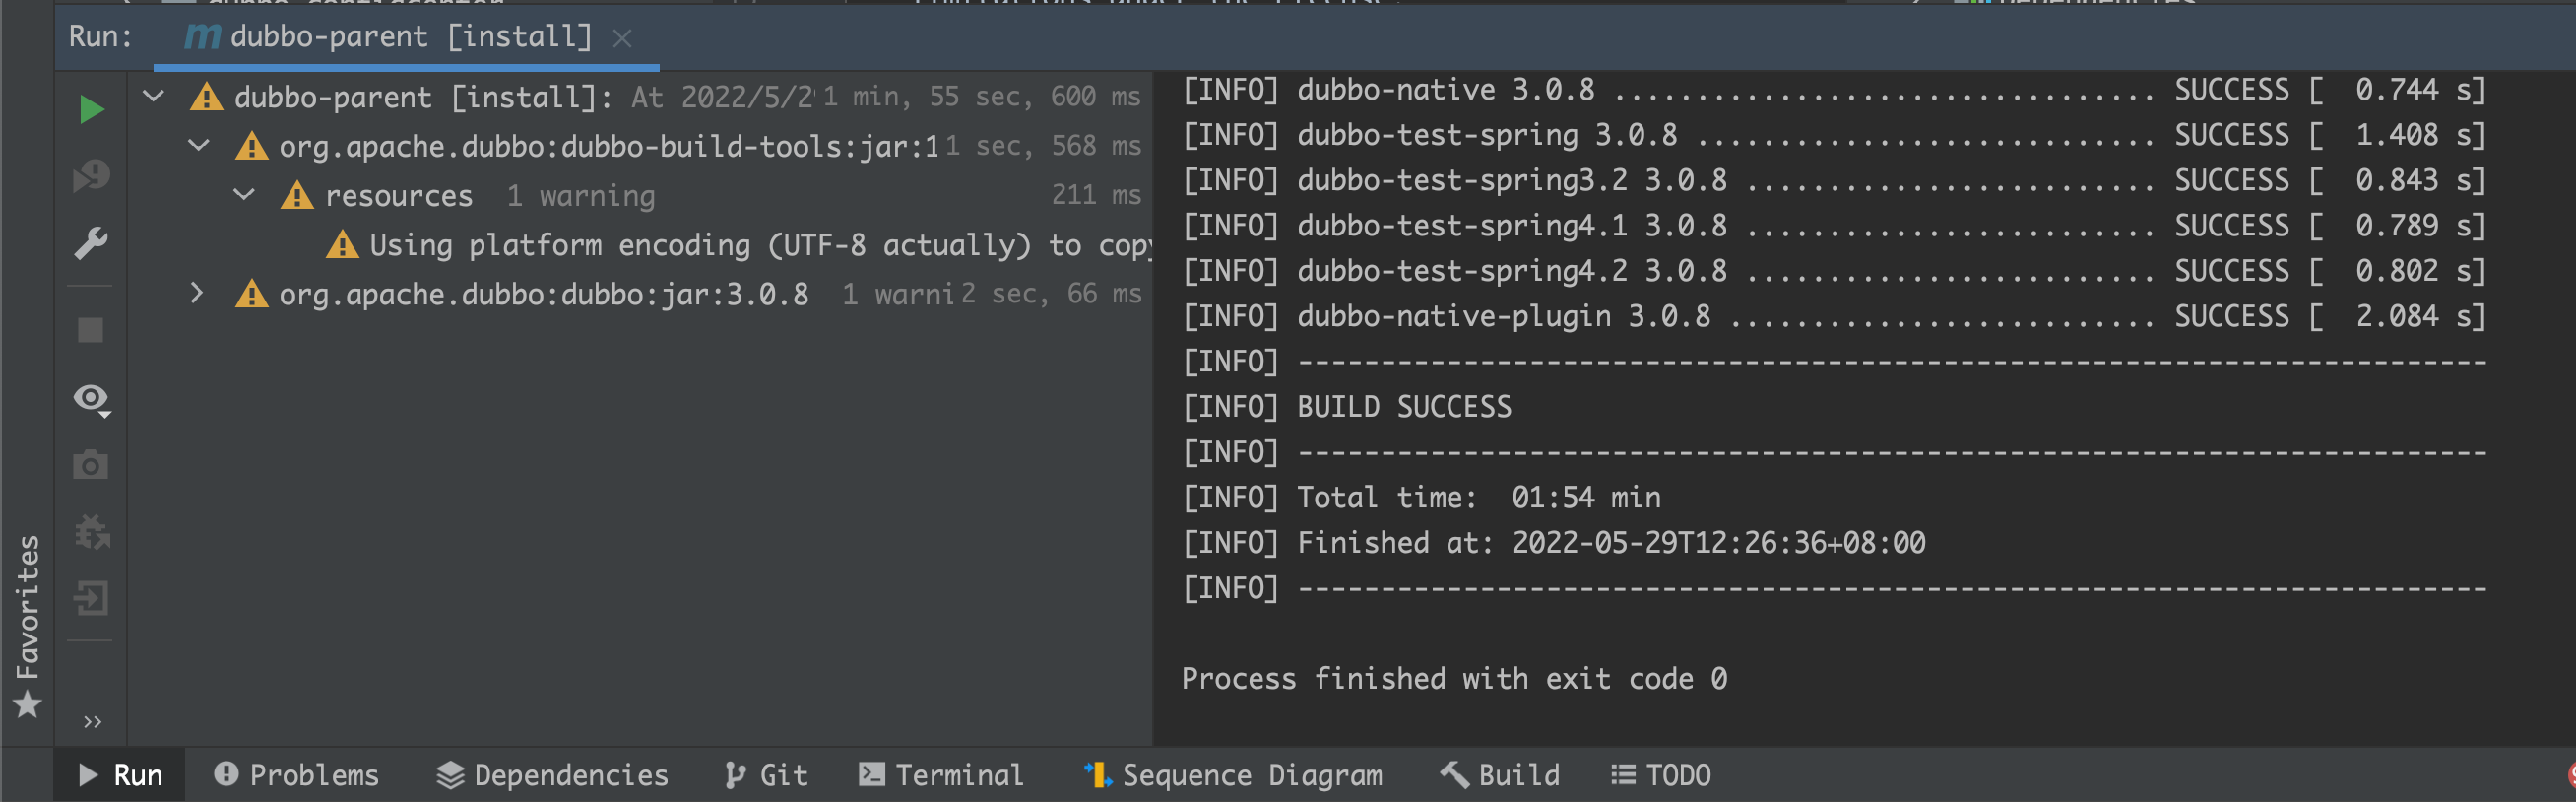 Run: m dubbo-parent [install]
dubbo-parent [install]: At 2022/5/2 1 min, 55 sec, 600 ms
org.apache.dubbo:dubbo-build-tools:jar:1 1 sec, 568 ms
resources 1 warning 211 ms
Using platform encoding (UTF-8 actually) to copy
org.apache.dubbo:dubbo:jar:3.0.8 1 warni 2 sec, 66 ms
[INFO] dubbo-native 3.0.8 ................................. SUCCESS [  0.744 s]
[INFO] dubbo-test-spring 3.0.8 ............................ SUCCESS [  1.408 s]
[INFO] dubbo-test-spring3.2 3.0.8 ......................... SUCCESS [  0.843 s]
[INFO] dubbo-test-spring4.1 3.0.8 ......................... SUCCESS [  0.789 s]
[INFO] dubbo-test-spring4.2 3.0.8 ......................... SUCCESS [  0.802 s]
[INFO] dubbo-native-plugin 3.0.8 .......................... SUCCESS [  2.084 s]
[INFO] ------------------------------------------------------------------------
[INFO] BUILD SUCCESS
[INFO] ------------------------------------------------------------------------
[INFO] Total time:  01:54 min
[INFO] Finished at: 2022-05-29T12:26:36+08:00
[INFO] ------------------------------------------------------------------------
Process finished with exit code 0
Favorites
Run Problems Dependencies Git Terminal Sequence Diagram Build TODO